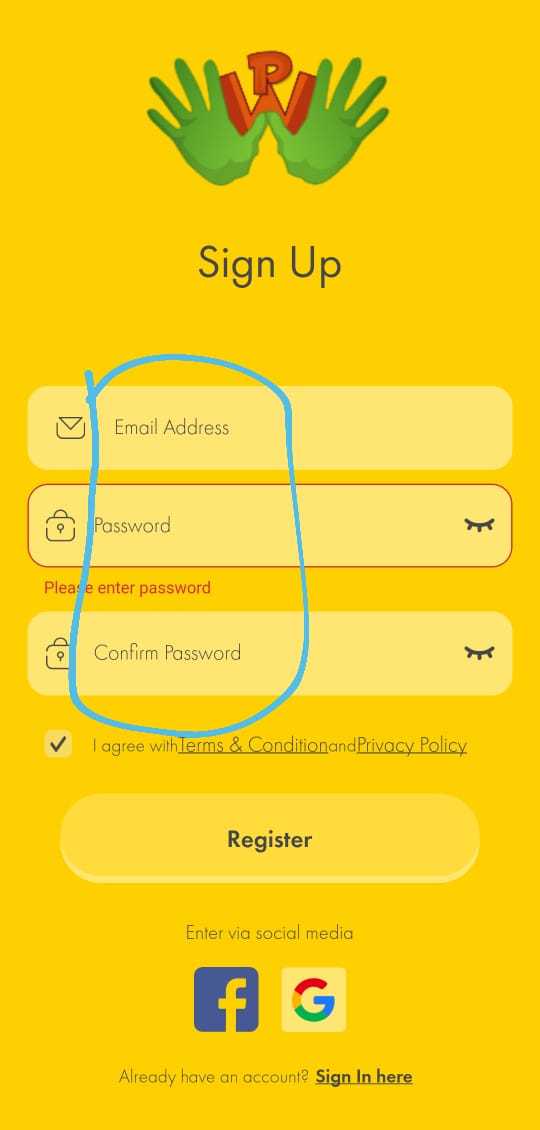 PW
Sign Up
Email Address
Password
Please enter password
Confirm Password
I agree withTerms & ConditionandPrivacy Policy
Register
Enter via social media
f G
Already have an account? Sign In here